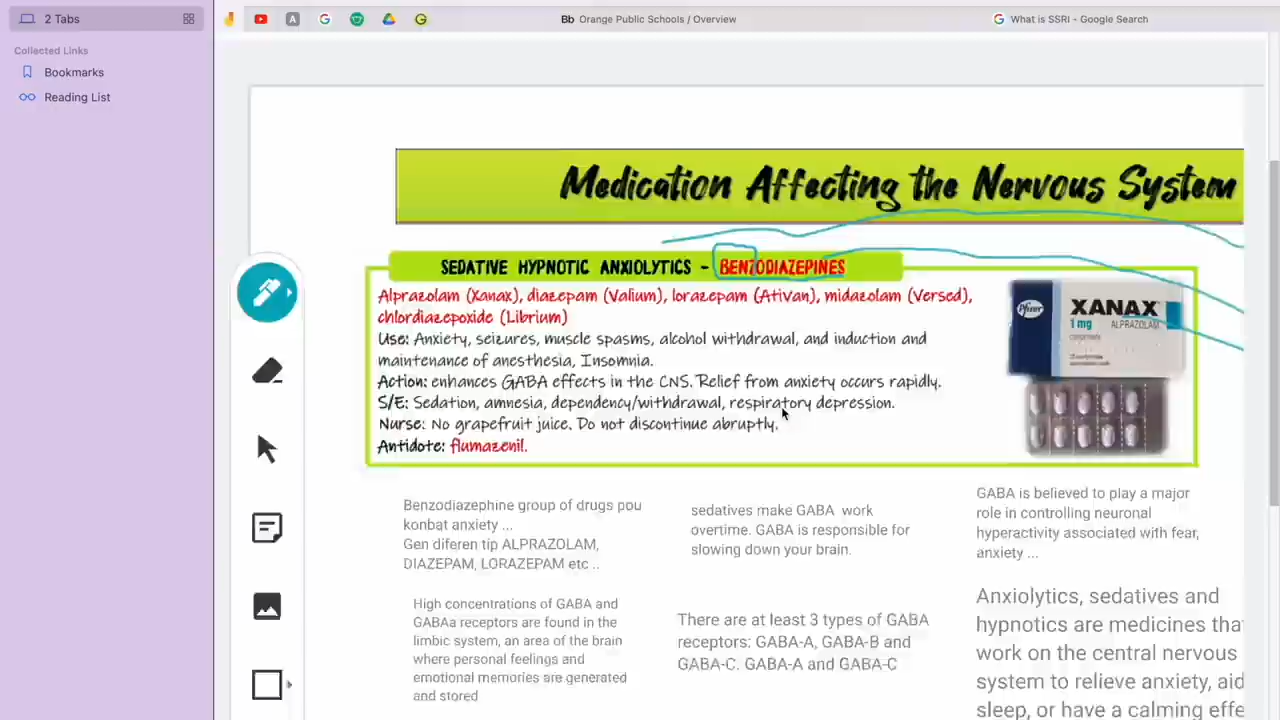 2 Tabs
Collected Links
Bookmarks
Reading List
A
Bb Orange Public Schools / Overview
What is SSRI - Google Search
Medication Affecting the Nervous System
SEDATIVE HYPNOTIC ANXIOLYTICS - BENZODIAZEPINES
Alprazolam (Xanax), diazepam (Valium), lorazepam (Ativan), midazolam (Versed),
chlordiazepoxide (Librium)
Use: Anxiety, seizures, muscle spasms, alcohol withdrawal, and induction and
maintenance of anesthesia, Insomnia.
Action: enhances GABA effects in the CNS. Relief from anxiety occurs rapidly.
S/E: Sedation, amnesia, dependency/withdrawal, respiratory depression.
Nurse: No grapefruit juice. Do not discontinue abruptly.
Antidote: flumazenil.
Pfizer
XANAX
1 mg ALPRAZOLAM
Benzodiazephine group of drugs pou
konbat anxiety ...
Gen diferen tip ALPRAZOLAM,
DIAZEPAM, LORAZEPAM etc ..
sedatives make GABA work
overtime. GABA is responsible for
slowing down your brain.
GABA is believed to play a major
role in controlling neuronal
hyperactivity associated with fear,
anxiety ...
High concentrations of GABA and
GABAa receptors are found in the
limbic system, an area of the brain
where personal feelings and
emotional memories are generated
and stored
There are at least 3 types of GABA
receptors: GABA-A, GABA-B and
GABA-C. GABA-A and GABA-C
Anxiolytics, sedatives and
hypnotics are medicines tha
work on the central nervous
system to relieve anxiety, aid
sleep, or have a calming effe